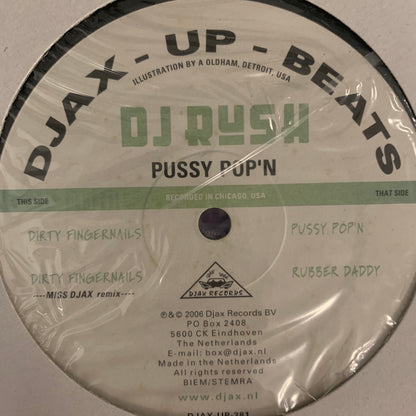 DJAX - UP - BEATS
ILLUSTRATION BY A OLDHAM, DETROIT, USA
DJ RUSH
PUSSY POP'N
THIS SIDE
RECORDED IN CHICAGO, USA
THAT SIDE
DIRTY FINGERNAILS
PUSSY POP'N
DIRTY FINGERNAILS
RUBBER DADDY
----MISS DJAX remix----
DJAX RECORDS
℗&© 2006 Djax Records BV
PO Box 2408
5600 CK Eindhoven
The Netherlands
E-mail: box@djax.nl
Made in the Netherlands
All rights reserved
BIEM/STEMRA
www.djax.nl
DJAX-UP-381